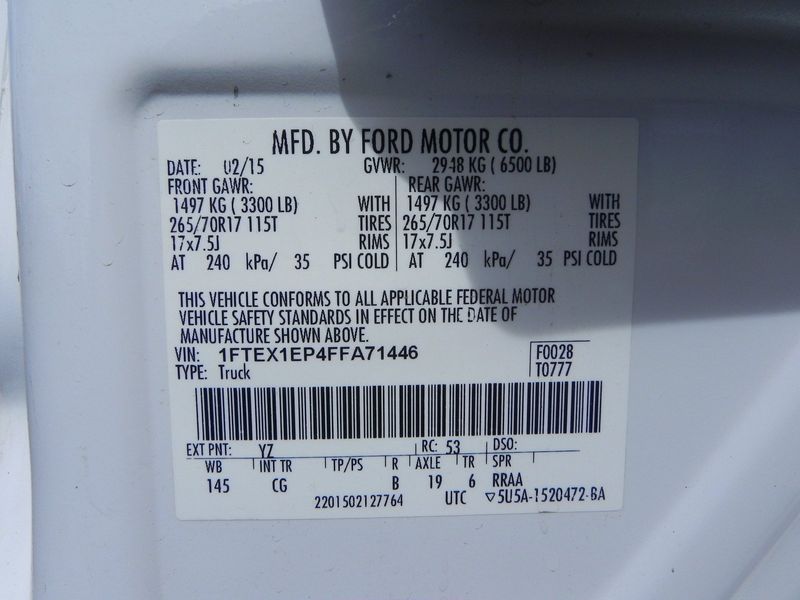 MFD. BY FORD MOTOR CO.
DATE: 02/15 GVWR: 2948 KG ( 6500 LB)
FRONT GAWR: REAR GAWR:
1497 KG ( 3300 LB) WITH 1497 KG ( 3300 LB) WITH
265/70R17 115T TIRES 265/70R17 115T TIRES
17x7.5J RIMS 17x7.5J RIMS
AT 240 kPa/ 35 PSI COLD AT 240 kPa/ 35 PSI COLD
THIS VEHICLE CONFORMS TO ALL APPLICABLE FEDERAL MOTOR
VEHICLE SAFETY STANDARDS IN EFFECT ON THE DATE OF
MANUFACTURE SHOWN ABOVE.
VIN: 1FTEX1EP4FFA71446 F0028
TYPE: Truck T0777
EXT PNT: YZ RC: 53 DSO:
WB INT TR TP/PS R AXLE TR SPR
145 CG B 19 6 RRAA
2201502127764 UTC ▽5U5A-1520472-BA